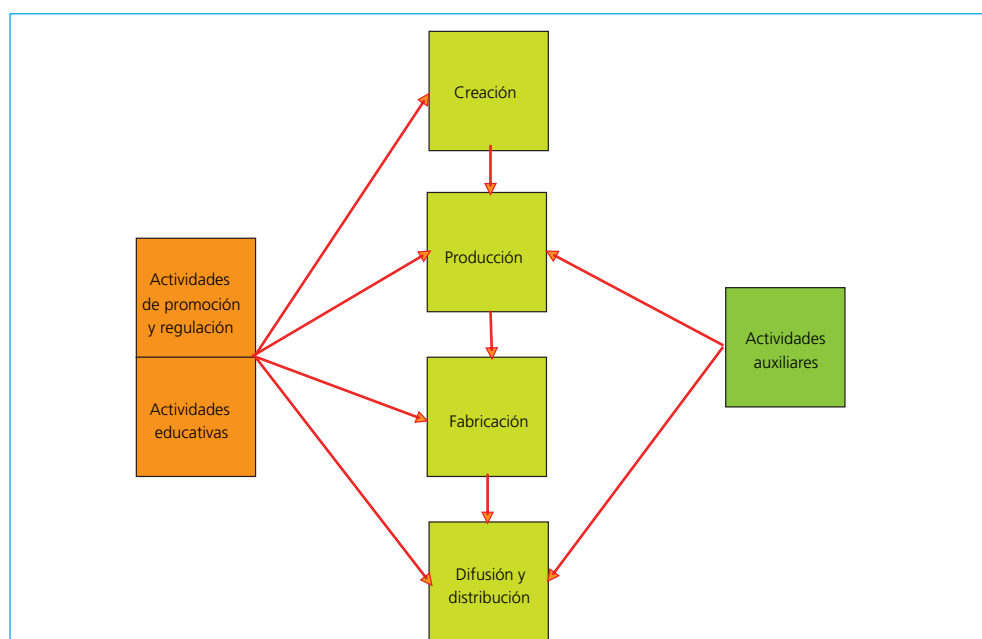 Creación
Producción
Actividades
de promoción
y regulación
Actividades
auxiliares
Actividades
educativas
Fabricación
Difusión y
distribución